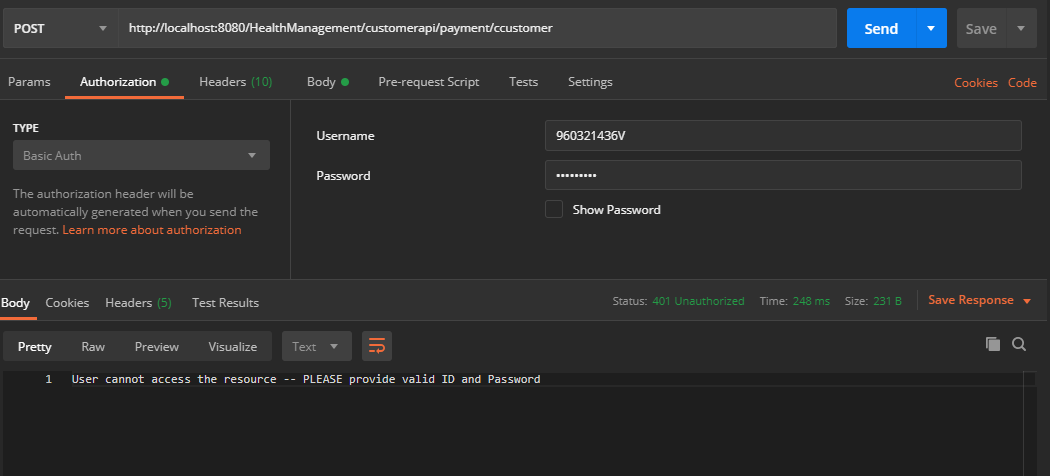 POST http://localhost:8080/HealthManagement/customerapi/payment/ccustomer Send Save
Params Authorization Headers (10) Body Pre-request Script Tests Settings Cookies Code
TYPE
Basic Auth
The authorization header will be
automatically generated when you send the
request. Learn more about authorization
Username 960321436V
Password •••••••••
Show Password
Body Cookies Headers (5) Test Results Status: 401 Unauthorized Time: 248 ms Size: 231 B Save Response
Pretty Raw Preview Visualize Text
1 User cannot access the resource -- PLEASE provide valid ID and Password